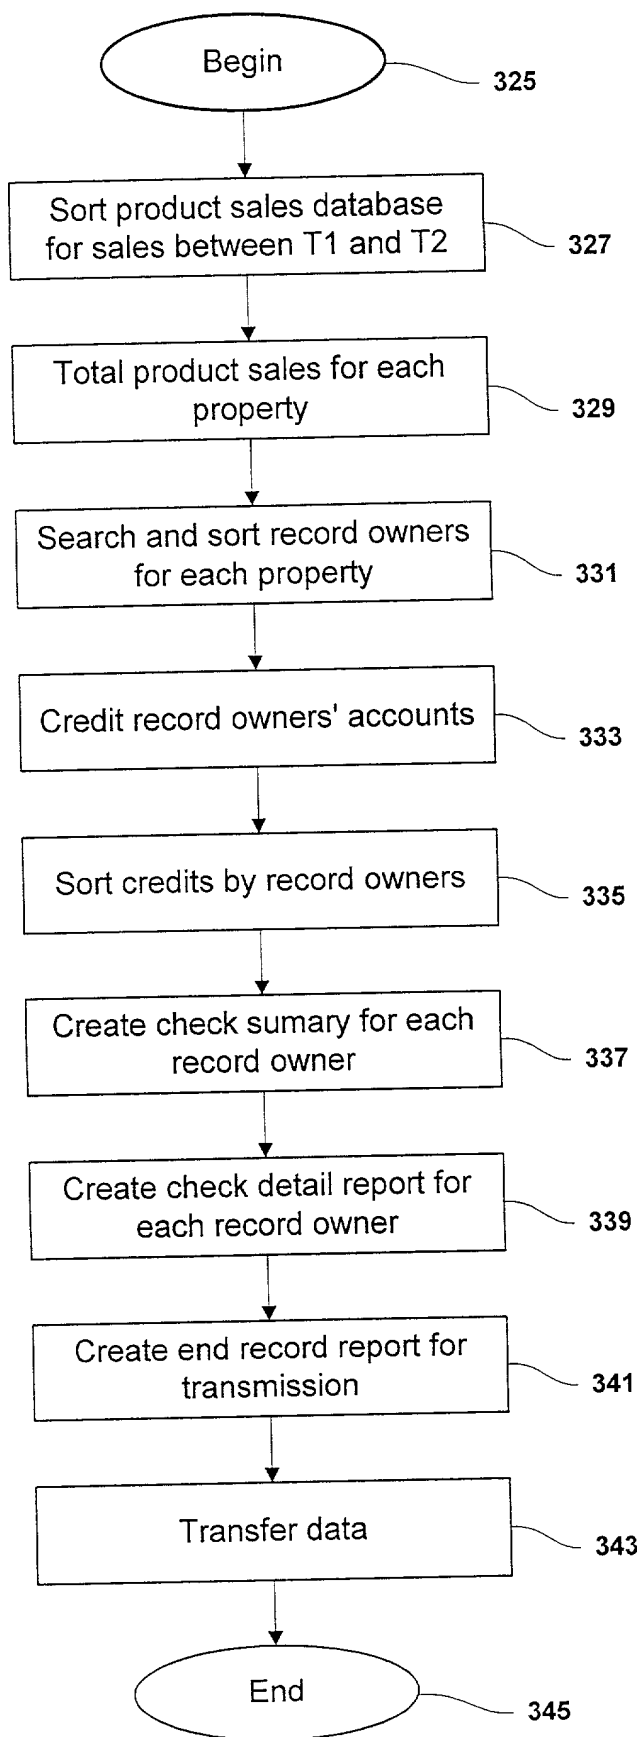 Begin
325
Sort product sales database
for sales between T1 and T2
327
Total product sales for each
property
329
Search and sort record owners
for each property
331
Credit record owners' accounts
333
Sort credits by record owners
335
Create check sumary for each
record owner
337
Create check detail report for
each record owner
339
Create end record report for
transmission
341
Transfer data
343
End
345